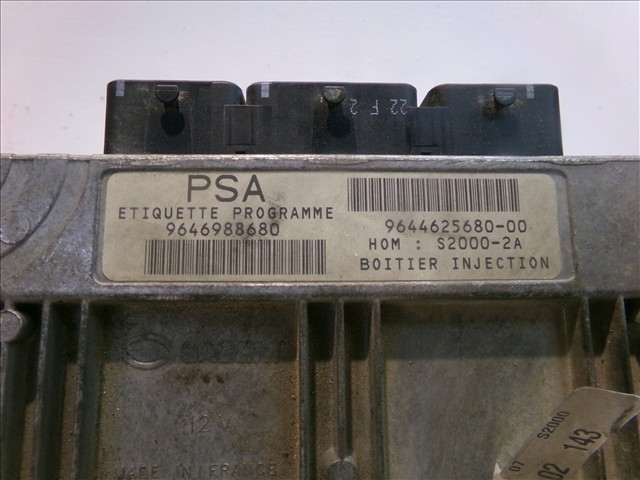 22 F 2
PSA
ETIQUETTE PROGRAMME
9646988680
9644625680-00
HOM : S2000-2A
BOITIER INJECTION
12 V
MADE IN FRANCE
07 S2000
02 143